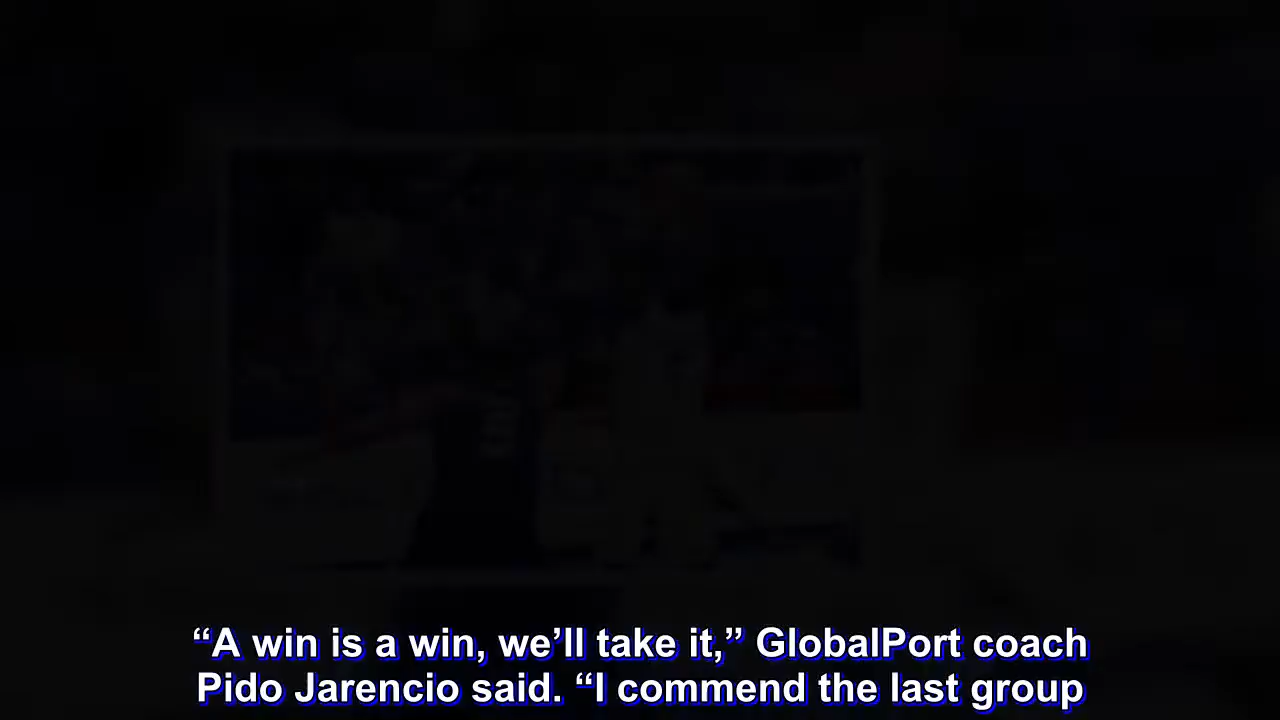 “A win is a win, we’ll take it,” GlobalPort coach
Pido Jarencio said. “I commend the last group